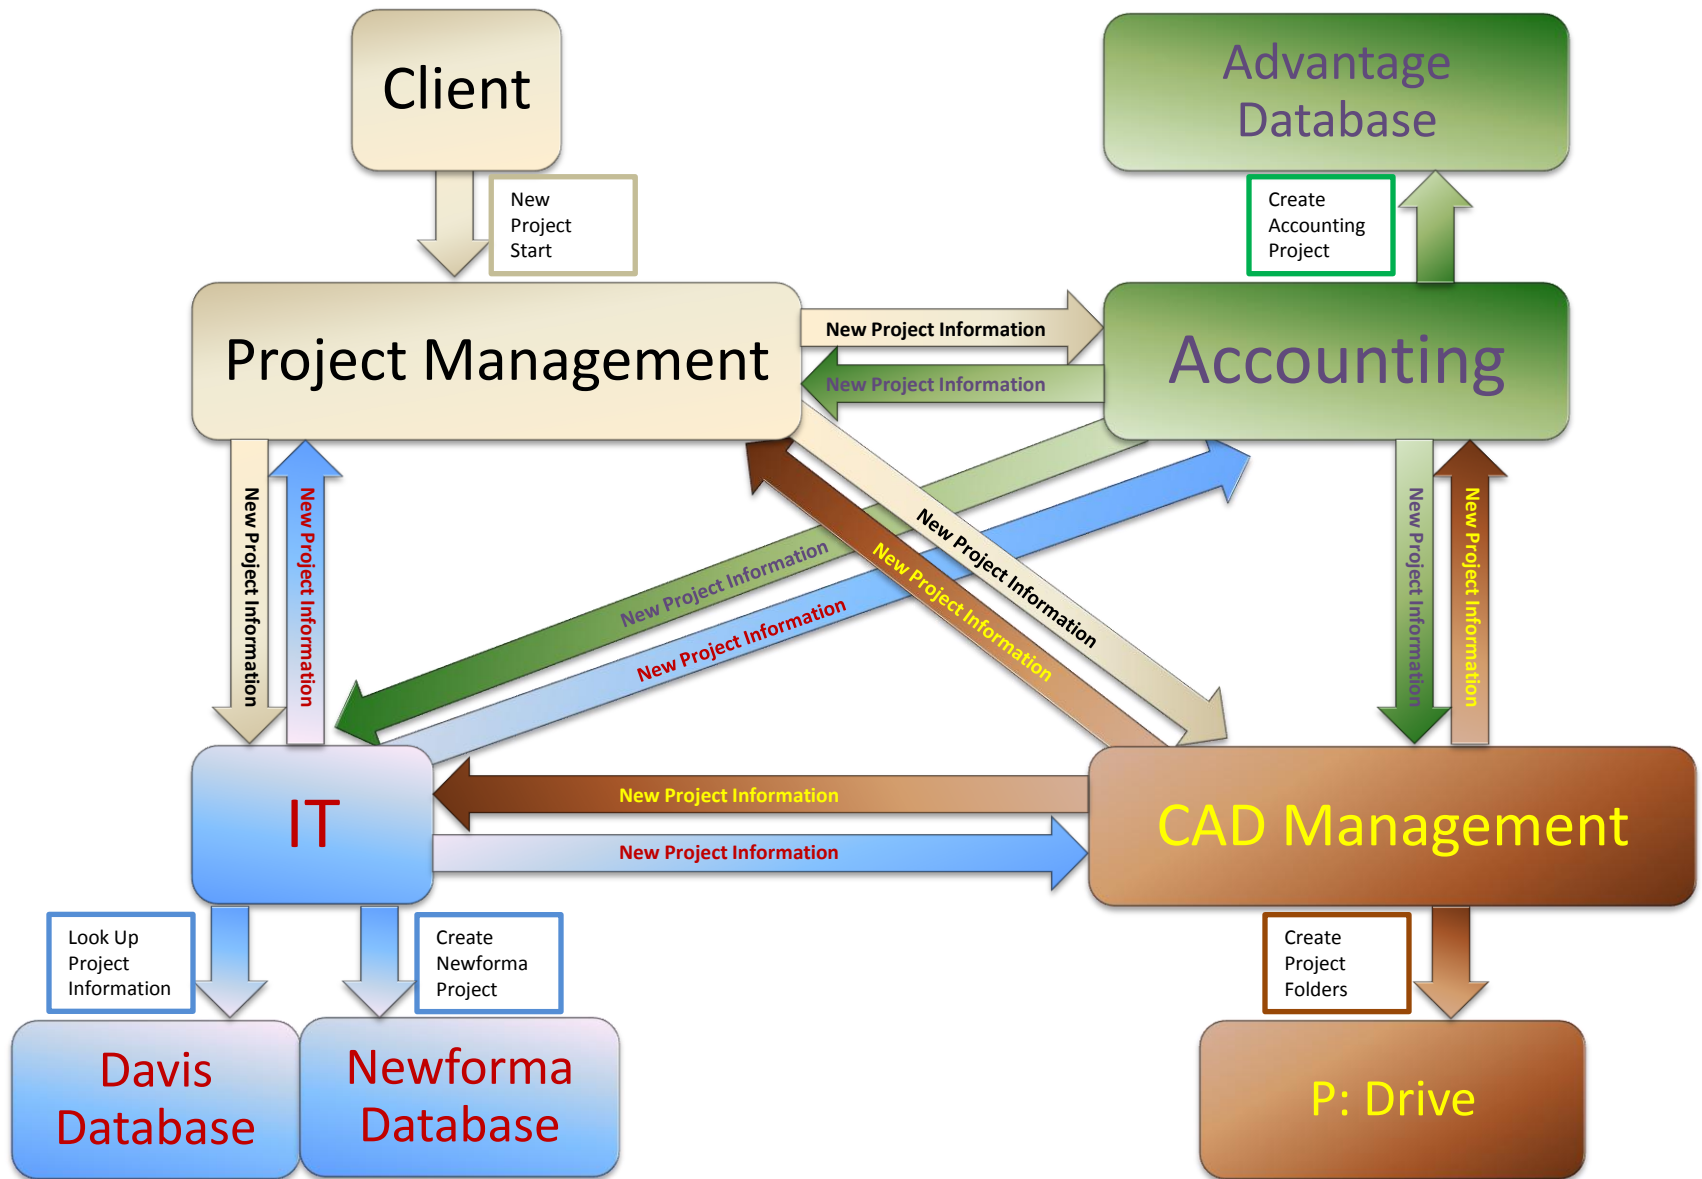 Client
Advantage
Database
New
Project
Start
Create
Accounting
Project
Project Management
New Project Information
New Project Information
Accounting
New Project Information
New Project Information
New Project Information
New Project Information
New Project Information
New Project Information
New Project Information
New Project Information
IT
New Project Information
New Project Information
CAD Management
Look Up
Project
Information
Create
Newforma
Project
Create
Project
Folders
Davis
Database
Newforma
Database
P: Drive